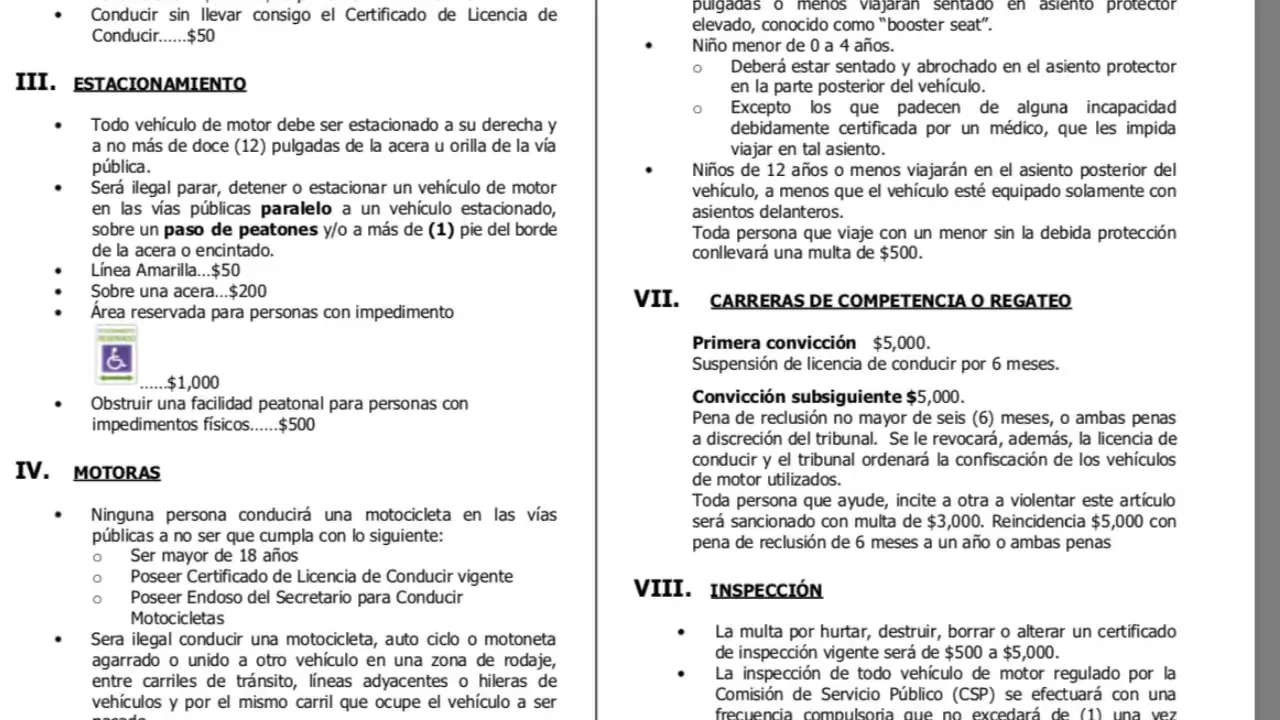 • Conducir sin llevar consigo el Certificado de Licencia de
Conducir......$50
III. ESTACIONAMIENTO
• Todo vehículo de motor debe ser estacionado a su derecha y
a no más de doce (12) pulgadas de la acera u orilla de la vía
pública.
• Será ilegal parar, detener o estacionar un vehículo de motor
en las vías públicas paralelo a un vehículo estacionado,
sobre un paso de peatones y/o a más de (1) pie del borde
de la acera o encintado.
• Línea Amarilla...$50
• Sobre una acera...$200
• Área reservada para personas con impedimento
......$1,000
• Obstruir una facilidad peatonal para personas con
impedimentos físicos......$500
IV. MOTORAS
• Ninguna persona conducirá una motocicleta en las vías
públicas a no ser que cumpla con lo siguiente:
o Ser mayor de 18 años
o Poseer Certificado de Licencia de Conducir vigente
o Poseer Endoso del Secretario para Conducir
Motocicletas
• Sera ilegal conducir una motocicleta, auto ciclo o motoneta
agarrado o unido a otro vehículo en una zona de rodaje,
entre carriles de tránsito, líneas adyacentes o hileras de
vehículos y por el mismo carril que ocupe el vehículo a ser
pulgadas o menos viajarán sentado en asiento protector
elevado, conocido como “booster seat”.
• Niño menor de 0 a 4 años.
o Deberá estar sentado y abrochado en el asiento protector
en la parte posterior del vehículo.
o Excepto los que padecen de alguna incapacidad
debidamente certificada por un médico, que les impida
viajar en tal asiento.
• Niños de 12 años o menos viajarán en el asiento posterior del
vehículo, a menos que el vehículo esté equipado solamente con
asientos delanteros.
Toda persona que viaje con un menor sin la debida protección
conllevará una multa de $500.
VII. CARRERAS DE COMPETENCIA O REGATEO
Primera convicción $5,000.
Suspensión de licencia de conducir por 6 meses.
Convicción subsiguiente $5,000.
Pena de reclusión no mayor de seis (6) meses, o ambas penas
a discreción del tribunal. Se le revocará, además, la licencia de
conducir y el tribunal ordenará la confiscación de los vehículos
de motor utilizados.
Toda persona que ayude, incite a otra a violentar este artículo
será sancionado con multa de $3,000. Reincidencia $5,000 con
pena de reclusión de 6 meses a un año o ambas penas
VIII. INSPECCIÓN
• La multa por hurtar, destruir, borrar o alterar un certificado
de inspección vigente será de $500 a $5,000.
• La inspección de todo vehículo de motor regulado por la
Comisión de Servicio Público (CSP) se efectuará con una
frecuencia compulsoria que no excedará de (1) una vez